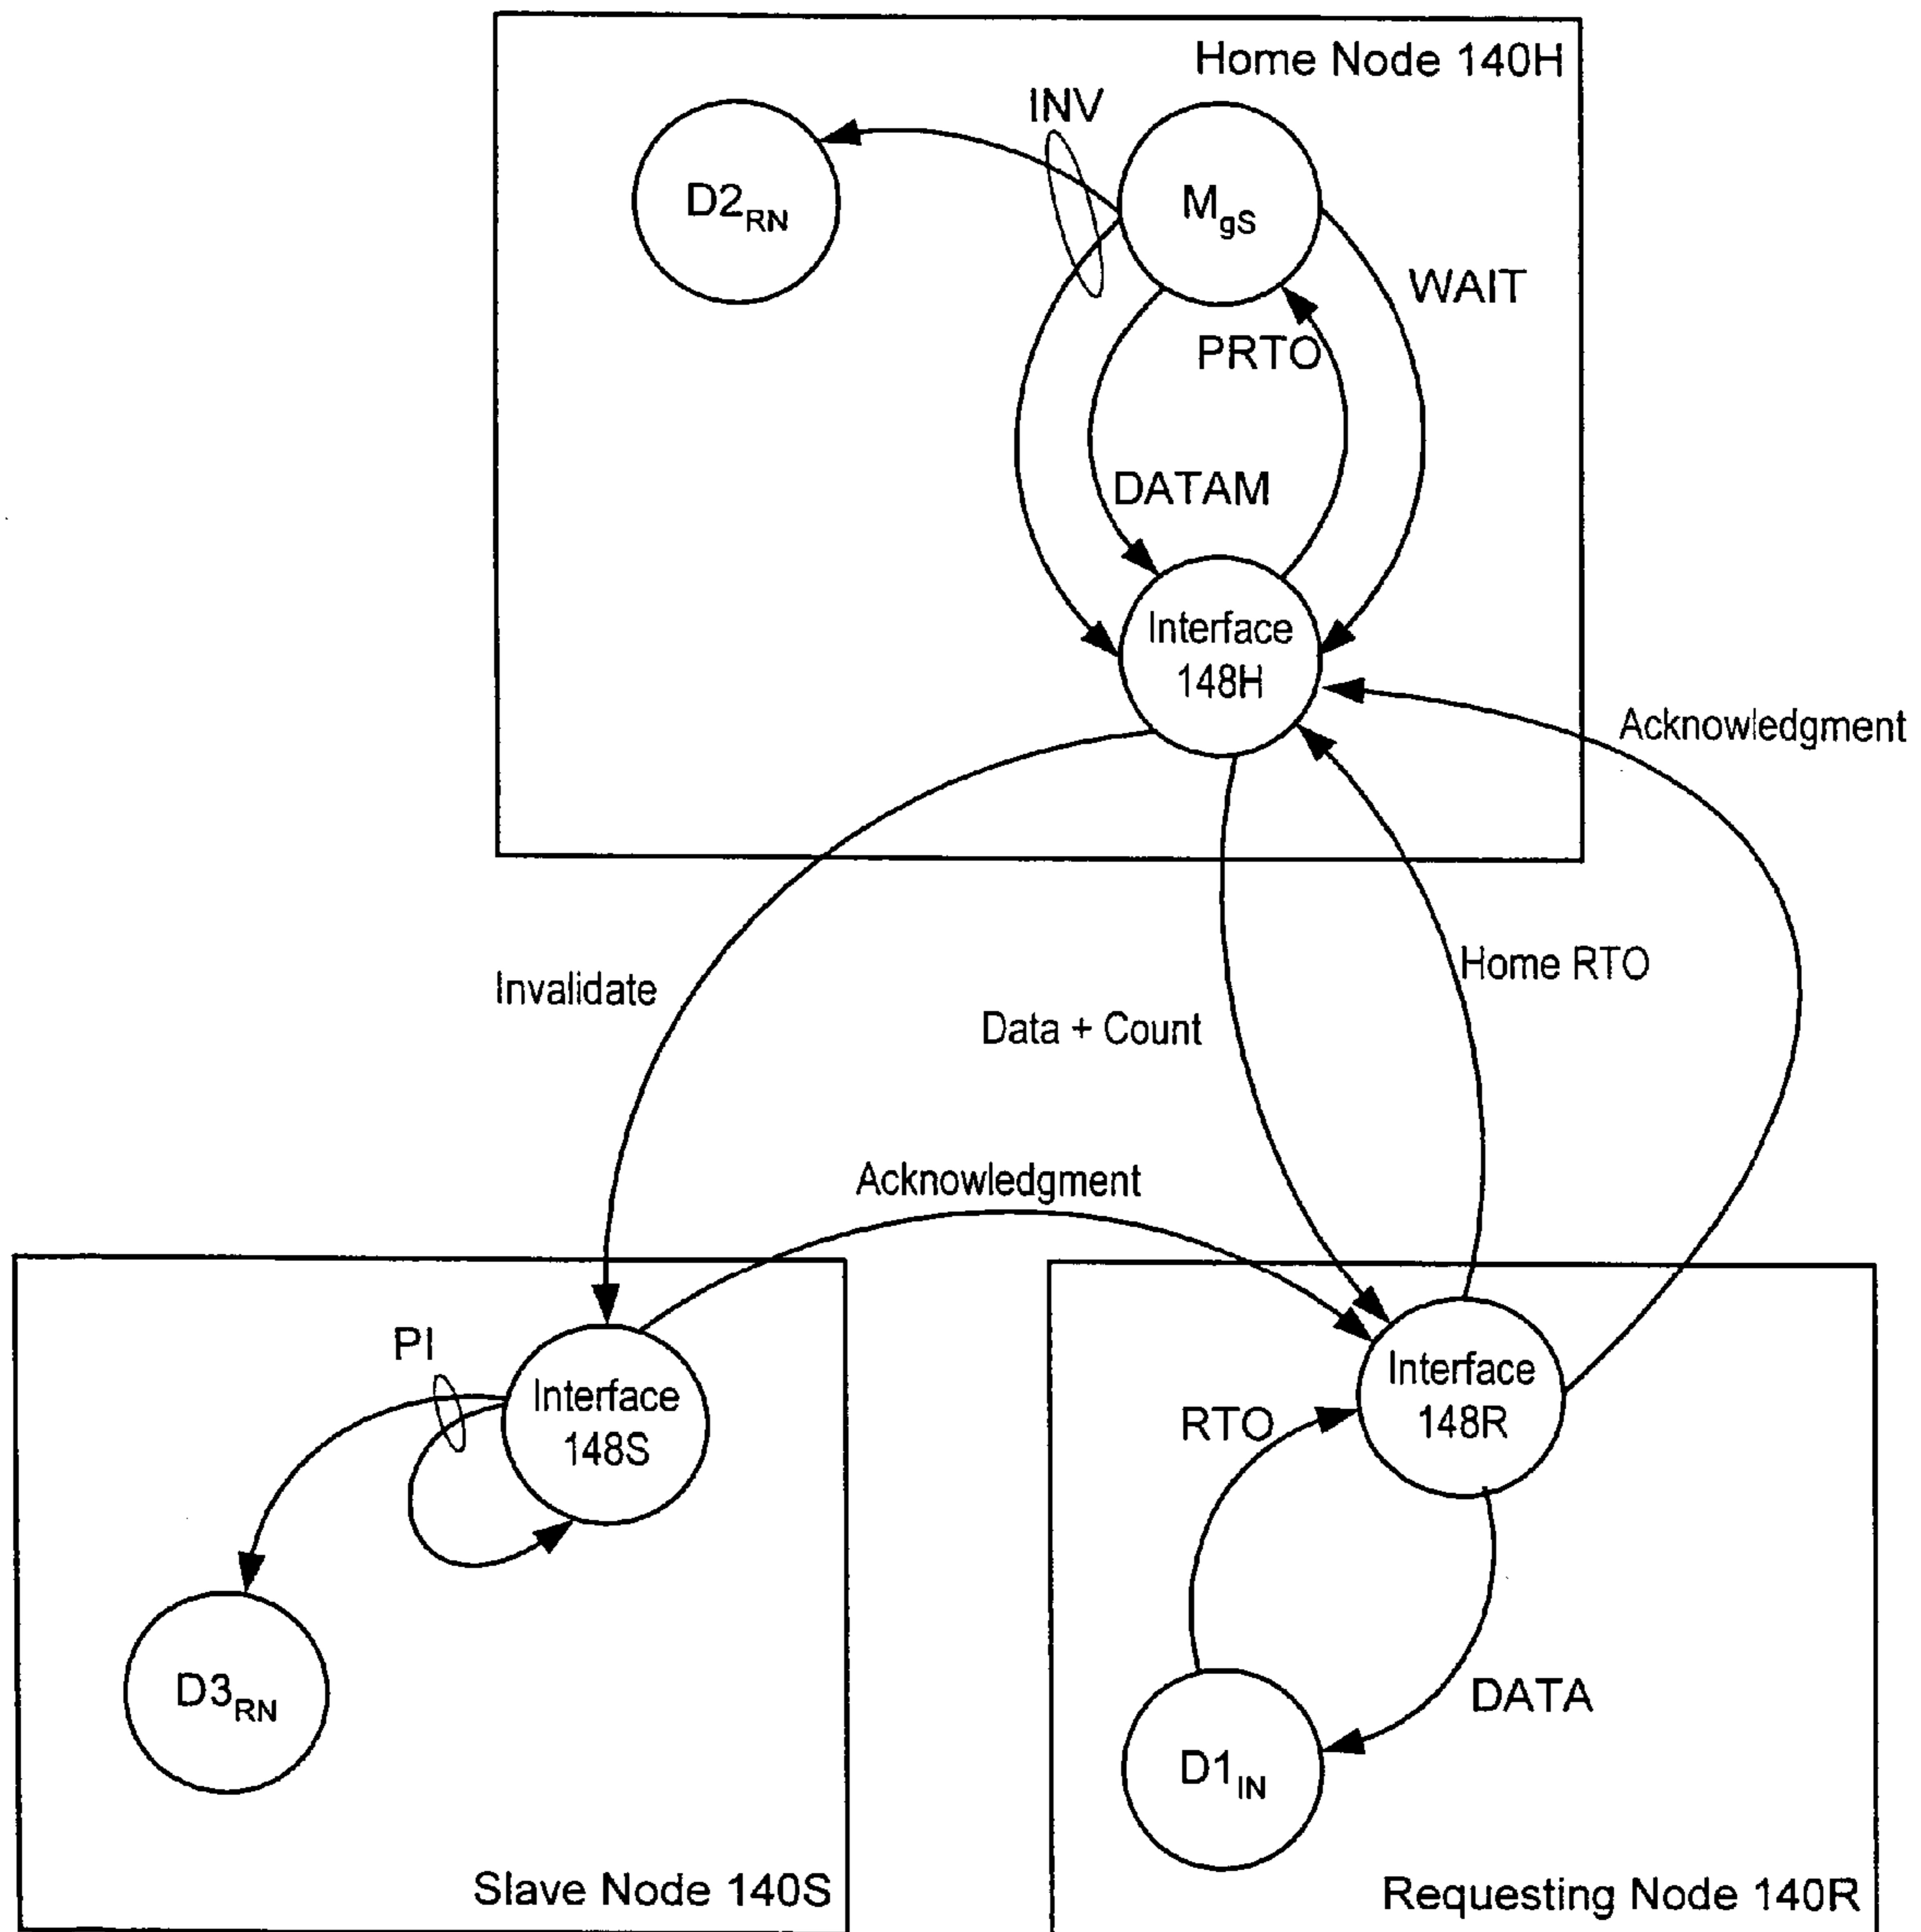 Home Node 140H
INV
D2RN
MgS
WAIT
PRTO
DATAM
Interface
148H
Acknowledgment
Invalidate
Home RTO
Data + Count
Acknowledgment
PI
Interface
148S
Interface
148R
RTO
D3RN
DATA
D1IN
Slave Node 140S
Requesting Node 140R